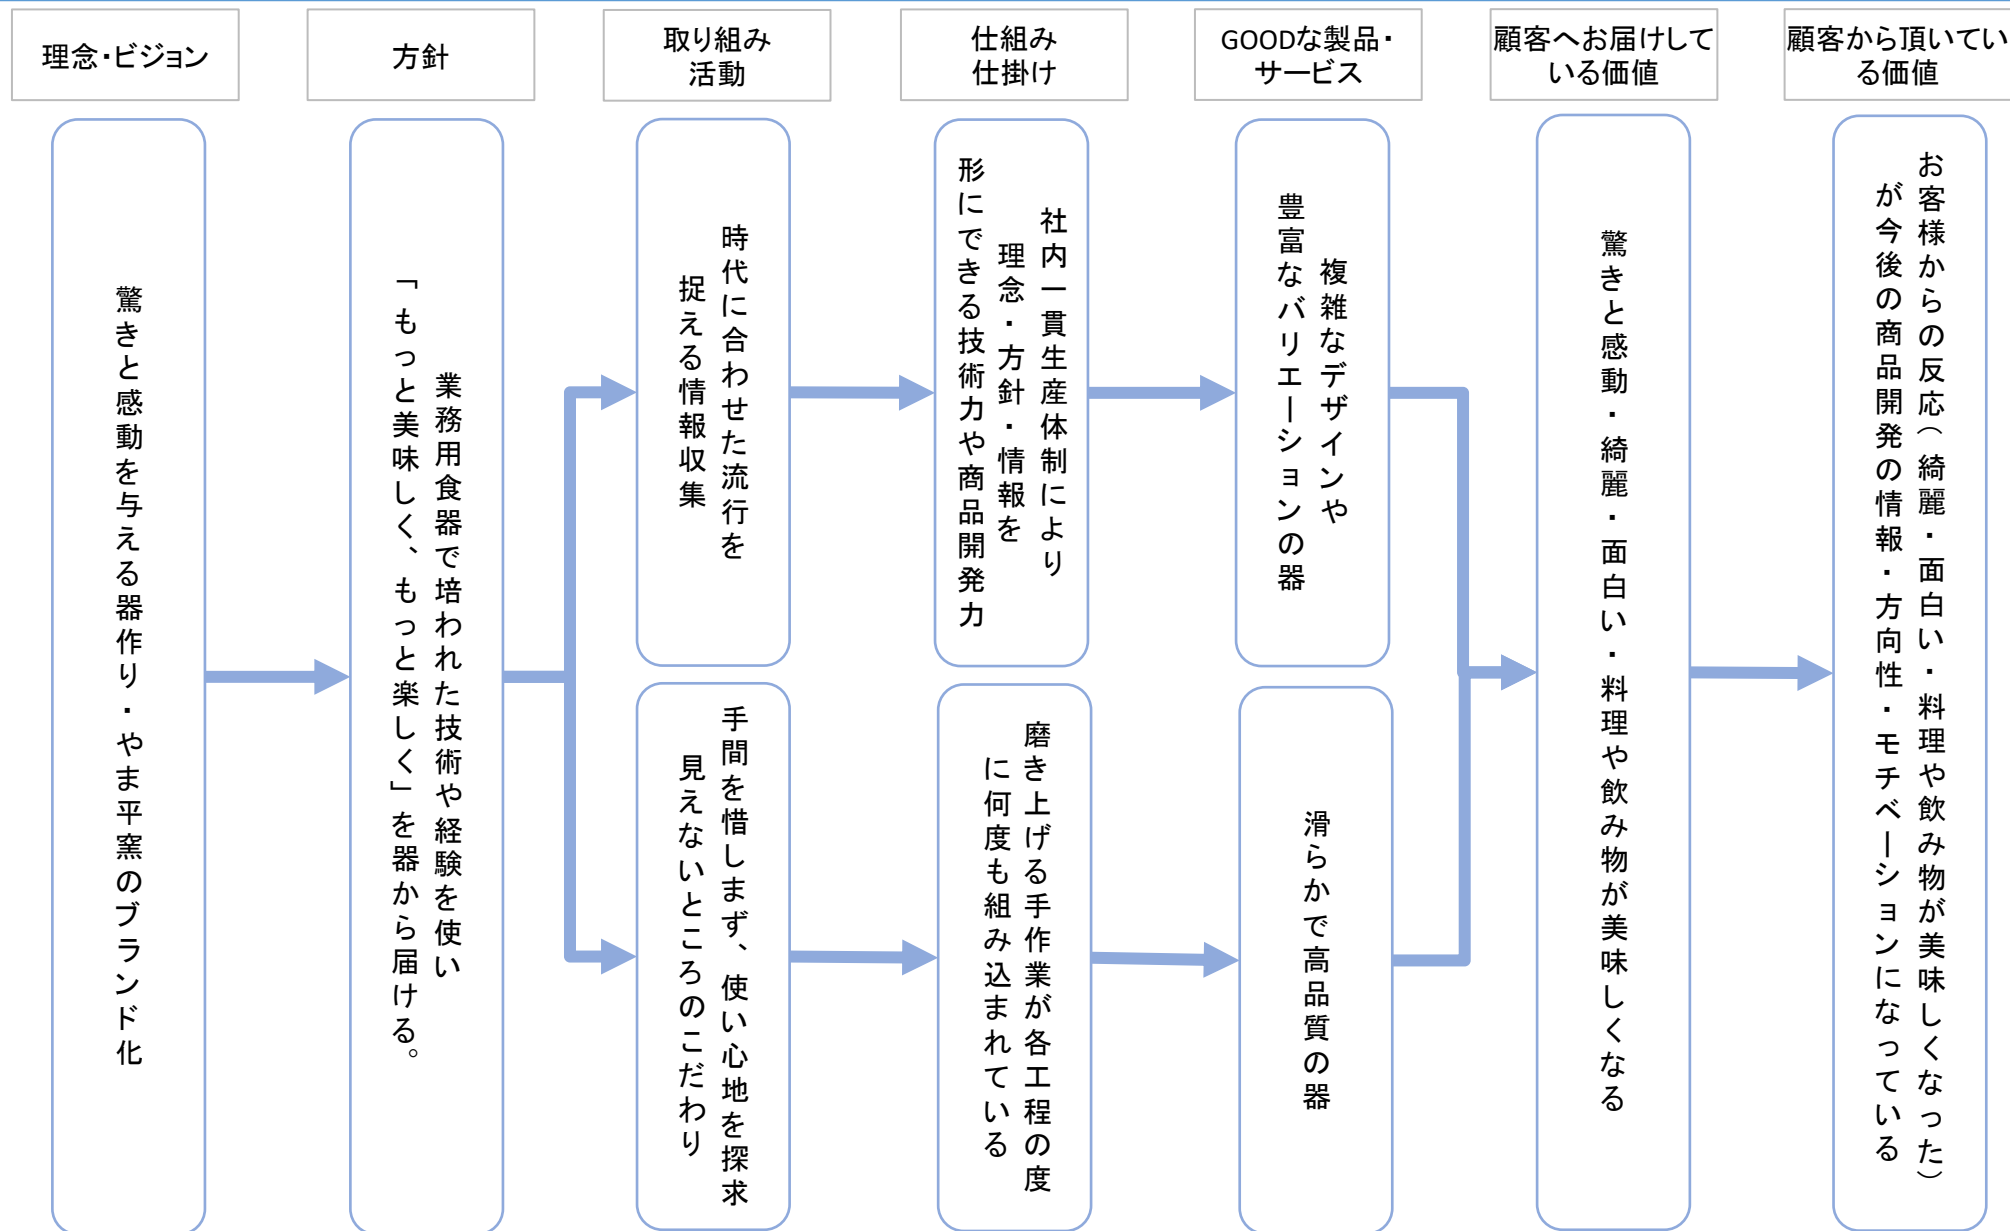 理念・ビジョン
方針
取り組み
活動
仕組み
仕掛け
GOODな製品・
サービス
顧客へお届けして
いる価値
顧客から頂いてい
る価値
驚きと感動を与える器作り・やま平窯のブランド化
業務用食器で培われた技術や経験を使い
「もっと美味しく、もっと楽しく」を器から届ける。
時代に合わせた流行を
捉える情報収集
手間を惜しまず、使い心地を探求
見えないところのこだわり
社内一貫生産体制により
理念・方針・情報を
形にできる技術力や商品開発力
磨き上げる手作業が各工程の度
に何度も組み込まれている
複雑なデザインや
豊富なバリエーションの器
滑らかで高品質の器
驚きと感動・綺麗・面白い・料理や飲み物が美味しくなる
お客様からの反応（綺麗・面白い・料理や飲み物が美味しくなった）
が今後の商品開発の情報・方向性・モチベーションになっている